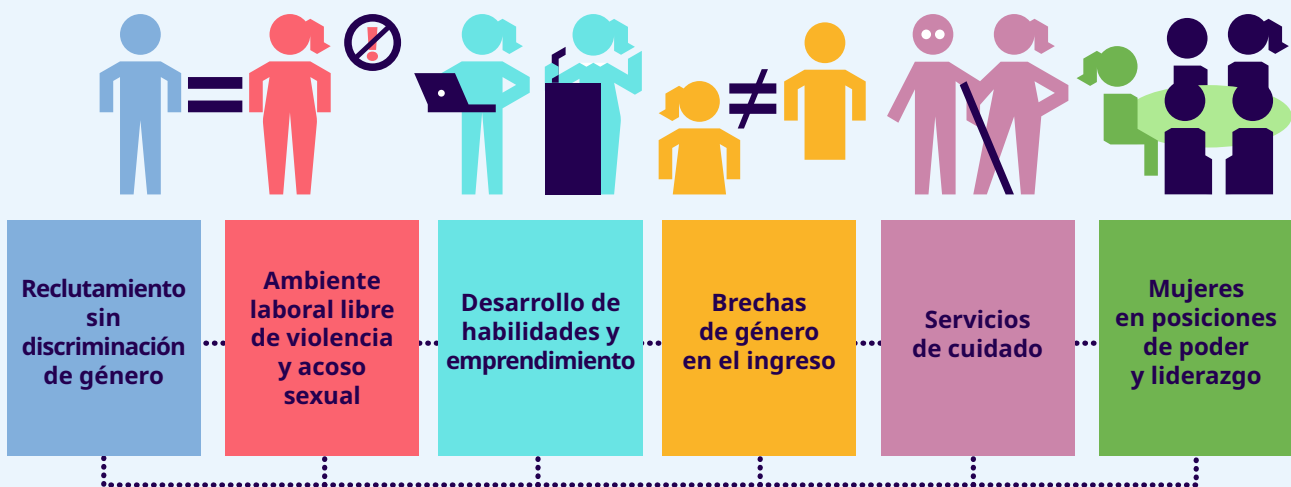 Reclutamiento
sin
discriminación
de género
Ambiente
laboral libre
de violencia
y acoso
sexual
Desarrollo de
habilidades y
emprendimiento
Brechas
de género
en el ingreso
Servicios
de cuidado
Mujeres
en posiciones
de poder
y liderazgo